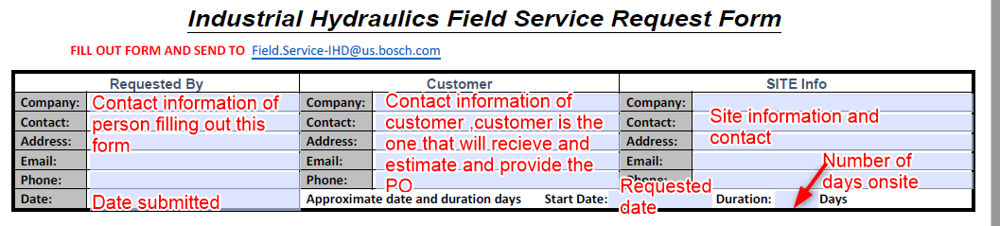 Industrial Hydraulics Field Service Request Form
FILL OUT FORM AND SEND TO Field.Service-IHD@us.bosch.com
Requested By Customer SITE Info
Company: Company: Company:
Contact: Contact: Contact:
Address: Address: Address:
Email: Email: Email:
Phone: Phone: Phone:
Date: Approximate date and duration days Start Date: Duration: Days
Contact information of
person filling out this
form
Date submitted
Contact information of
customer ,customer is the
one that will recieve and
estimate and provide the
PO
Site information and
contact
Requested
date
Number of
days onsite